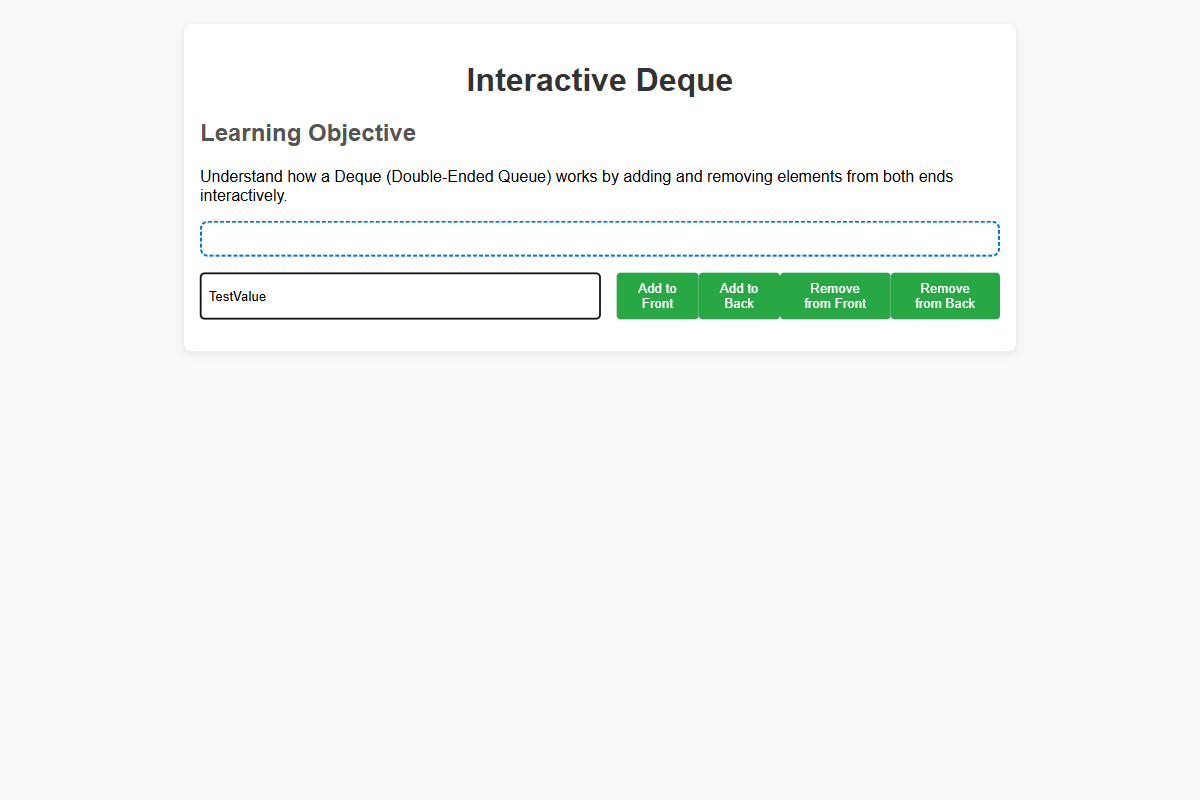 Interactive Deque
Learning Objective
Understand how a Deque (Double-Ended Queue) works by adding and removing elements from both ends
interactively.
TestValue
Add to
Front
Add to
Back
Remove
from Front
Remove
from Back